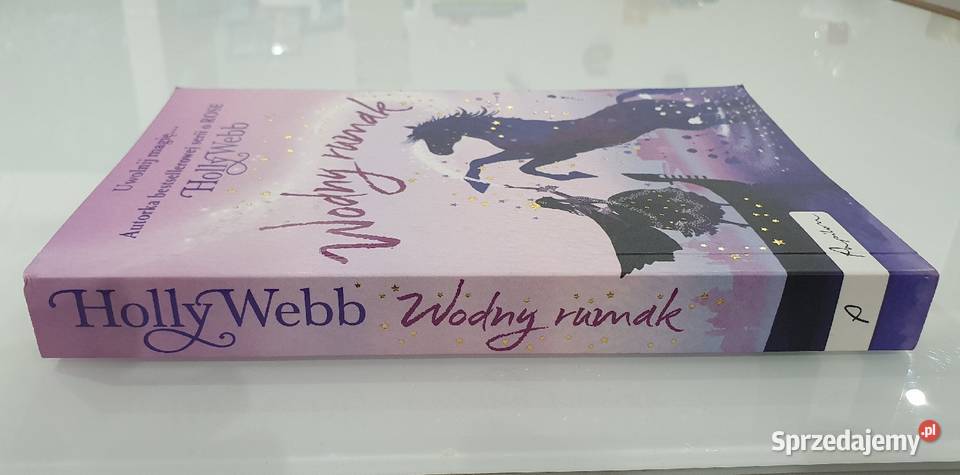 Uwolnij magię...
Autorka bestsellerowej serii o ROSE
Holly Webb
Wodny rumak
Holly Webb Wodny rumak
P
Sprzedajemy.pl